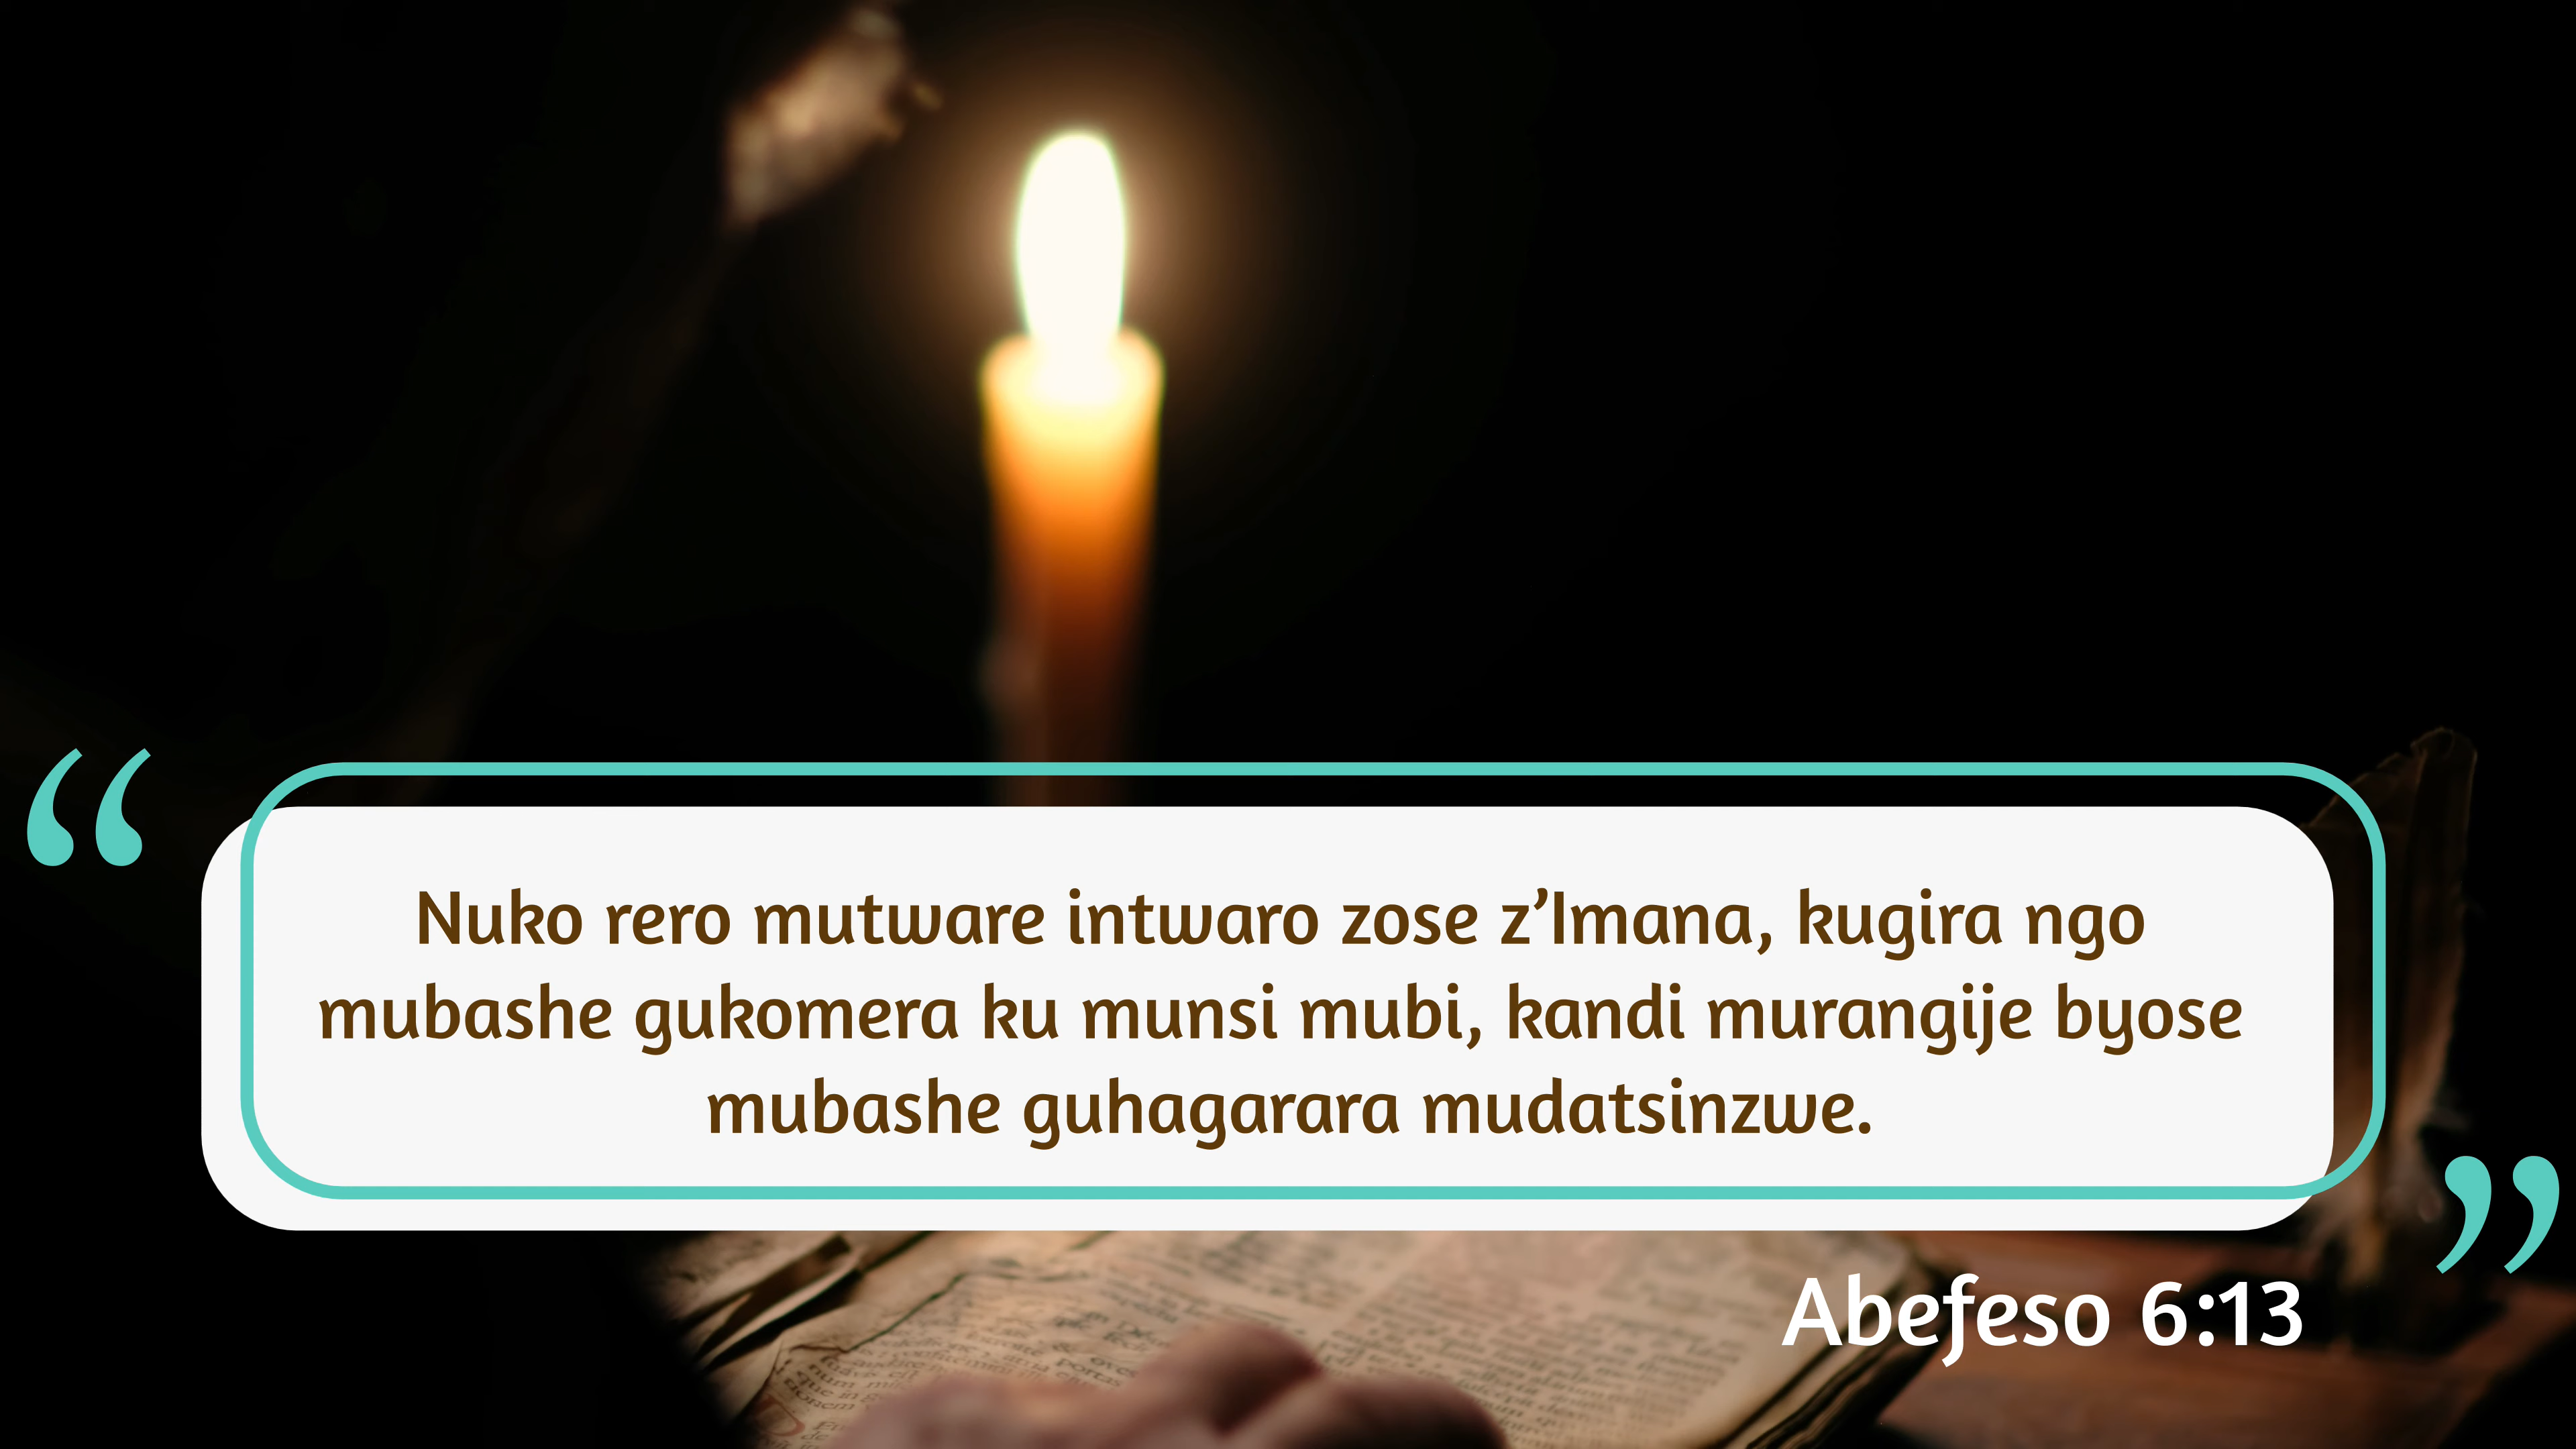 “
Nuko rero mutware intwaro zose z’Imana, kugira ngo
mubashe gukomera ku munsi mubi, kandi murangije byose
mubashe guhagarara mudatsinzwe.
”
Abefeso 6:13